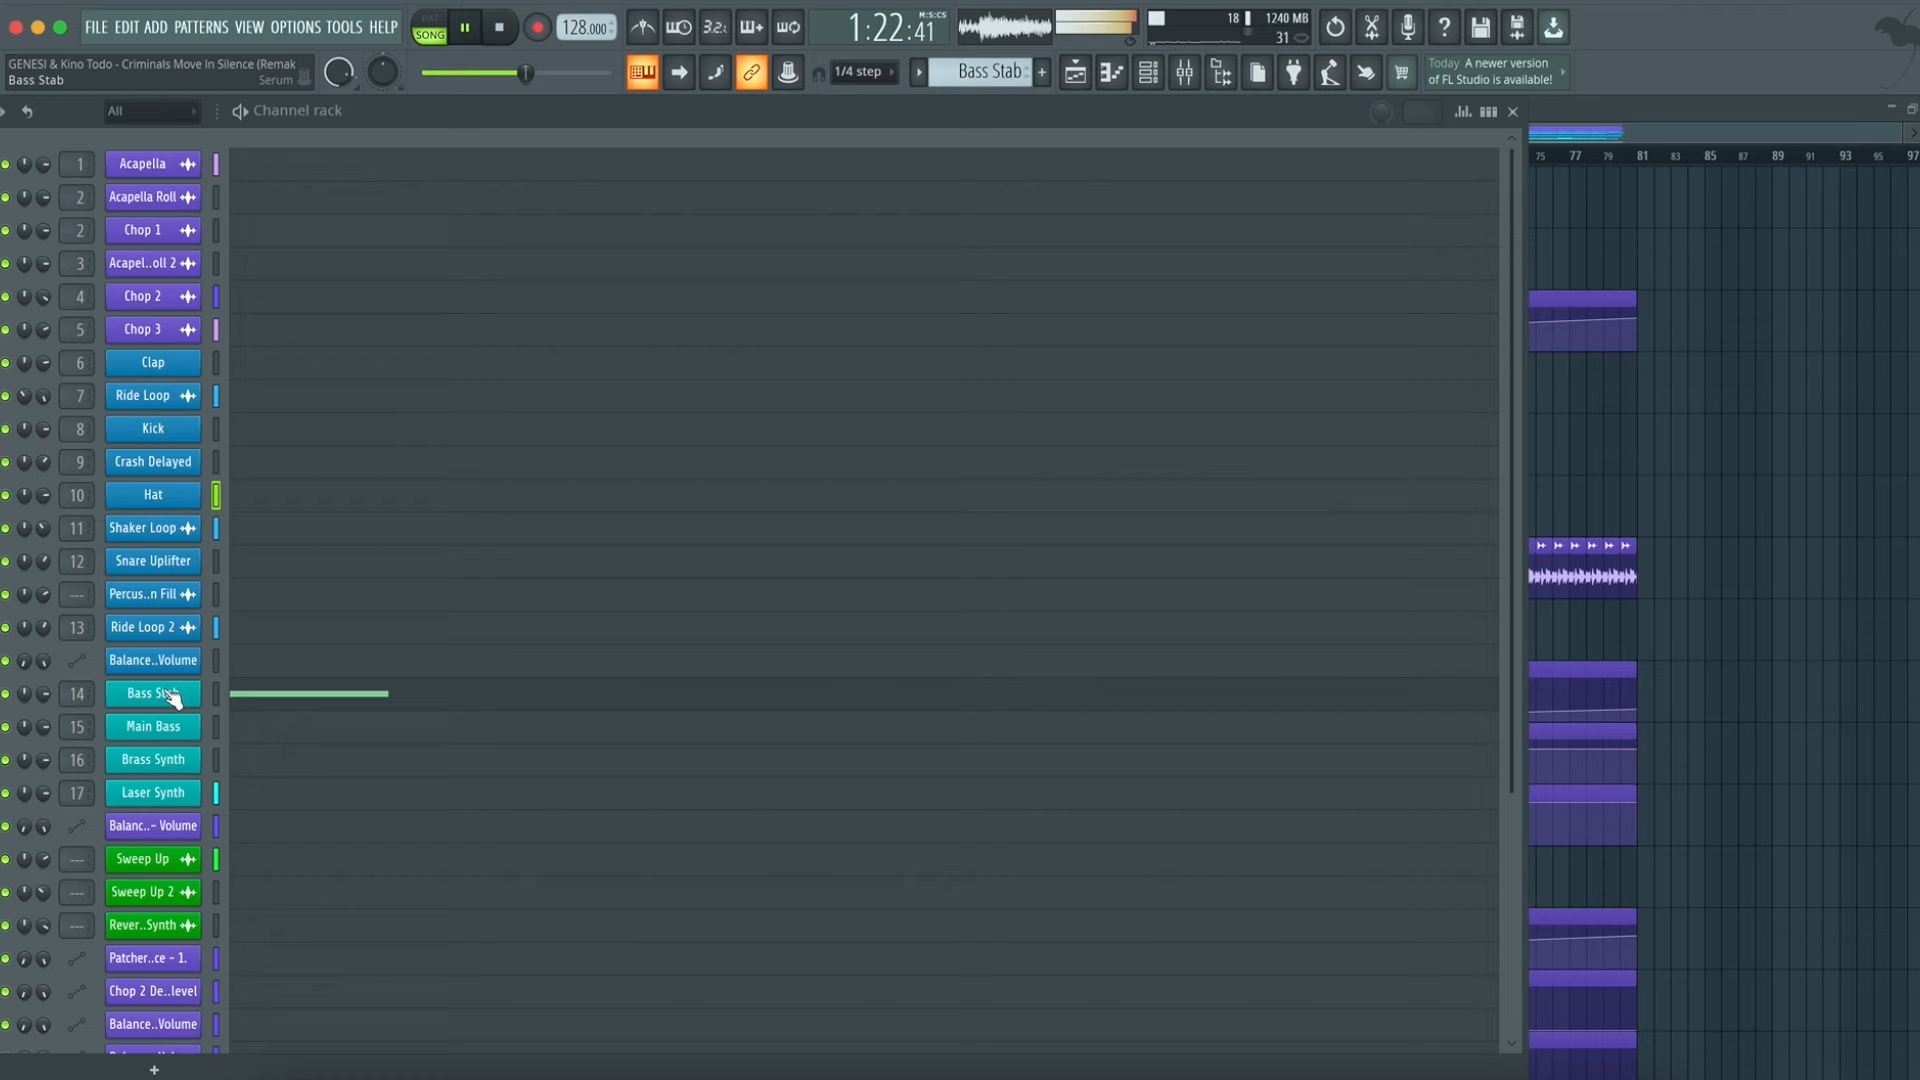 FILE EDIT ADD PATTERNS VIEW OPTIONS TOOLS HELP
PAT
SONG
128.000
3.2.
1:22:41
M:S:CS
18
1240 MB
31
GENESI & Kino Todo - Criminals Move In Silence (Remak
Bass Stab
Serum
1/4 step
Bass Stab
Today A newer version
of FL Studio is available!
All
Channel rack
75 77 79 81 83 85 87 89 91 93 95 97
1 Acapella
2 Acapella Roll
2 Chop 1
3 Acapel..oll 2
4 Chop 2
5 Chop 3
6 Clap
7 Ride Loop
8 Kick
9 Crash Delayed
10 Hat
11 Shaker Loop
12 Snare Uplifter
--- Percus..n Fill
13 Ride Loop 2
Balance..Volume
14 Bass Stab
15 Main Bass
16 Brass Synth
17 Laser Synth
Balanc..- Volume
--- Sweep Up
--- Sweep Up 2
--- Rever..Synth
Patcher..ce - 1.
Chop 2 De..level
Balance..Volume